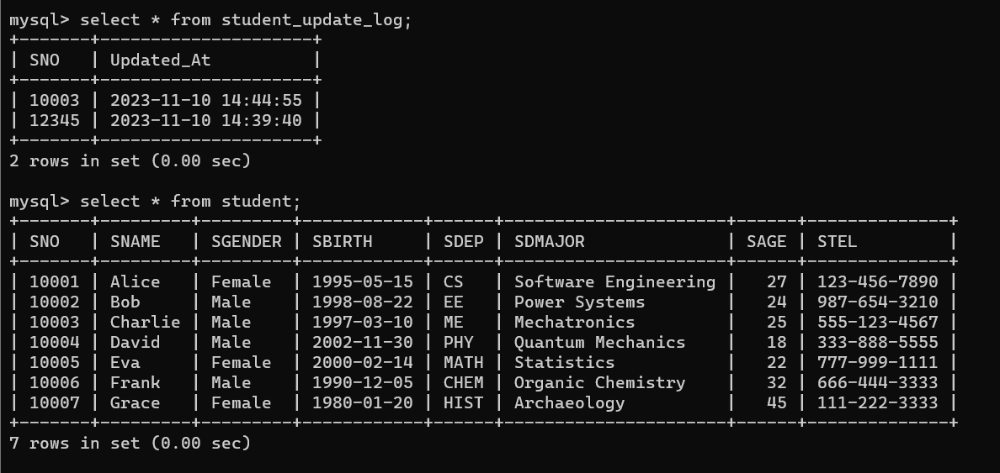 mysql> select * from student_update_log;
+-------+---------------------+
| SNO   | Updated_At          |
+-------+---------------------+
| 10003 | 2023-11-10 14:44:55 |
| 12345 | 2023-11-10 14:39:40 |
+-------+---------------------+
2 rows in set (0.00 sec)

mysql> select * from student;
+-------+---------+---------+------------+------+----------------------+------+--------------+
| SNO   | SNAME   | SGENDER | SBIRTH     | SDEP | SDMAJOR              | SAGE | STEL         |
+-------+---------+---------+------------+------+----------------------+------+--------------+
| 10001 | Alice   | Female  | 1995-05-15 | CS   | Software Engineering |   27 | 123-456-7890 |
| 10002 | Bob     | Male    | 1998-08-22 | EE   | Power Systems        |   24 | 987-654-3210 |
| 10003 | Charlie | Male    | 1997-03-10 | ME   | Mechatronics         |   25 | 555-123-4567 |
| 10004 | David   | Male    | 2002-11-30 | PHY  | Quantum Mechanics    |   18 | 333-888-5555 |
| 10005 | Eva     | Female  | 2000-02-14 | MATH | Statistics           |   22 | 777-999-1111 |
| 10006 | Frank   | Male    | 1990-12-05 | CHEM | Organic Chemistry    |   32 | 666-444-3333 |
| 10007 | Grace   | Female  | 1980-01-20 | HIST | Archaeology          |   45 | 111-222-3333 |
+-------+---------+---------+------------+------+----------------------+------+--------------+
7 rows in set (0.00 sec)